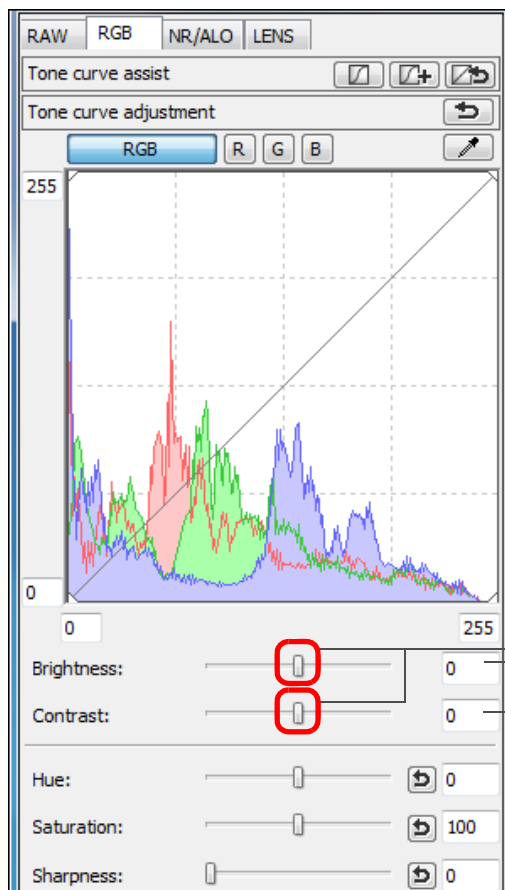 RAW RGB NR/ALO LENS
Tone curve assist
Tone curve adjustment
RGB R G B
255
0
0 255
Brightness: 0
Contrast: 0
Hue: 0
Saturation: 100
Sharpness: 0